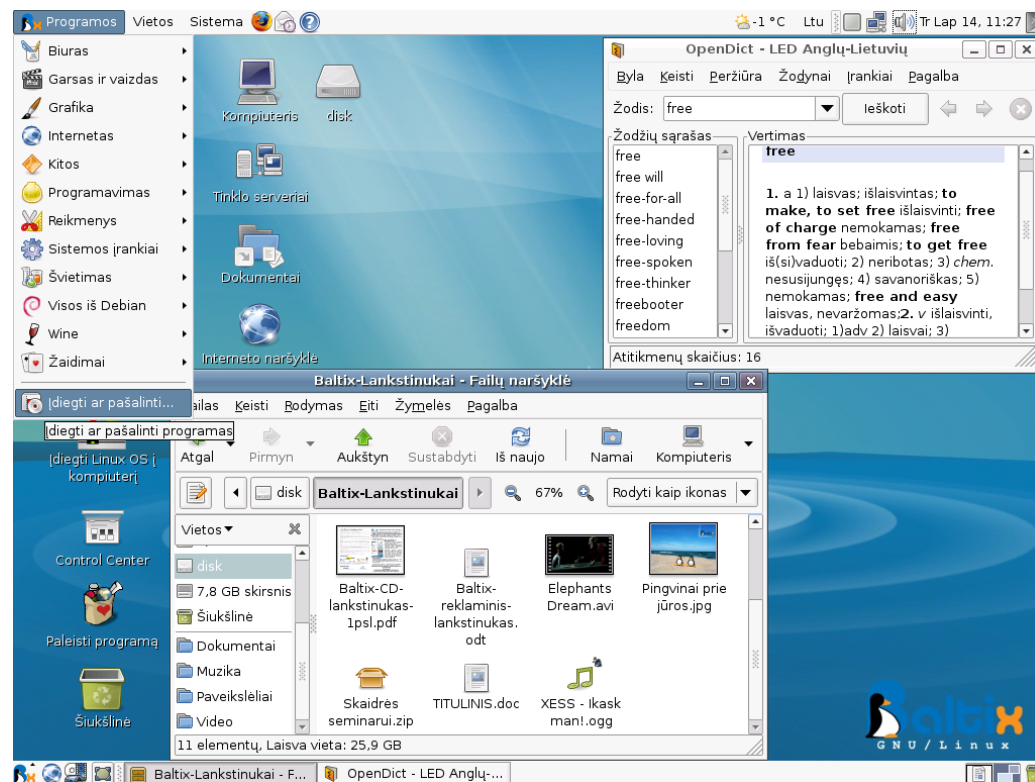 Programos Vietos Sistema
-1 °C Ltu Tr Lap 14, 11:27
Biuras
Garsas ir vaizdas
Grafika
Internetas
Kitos
Programavimas
Reikmenys
Sistemos įrankiai
Švietimas
Visos iš Debian
Wine
Žaidimai
Įdiegti ar pašalinti...
Įdiegti ar pašalinti programas
Kompiuteris
disk
Tinklo serveriai
Dokumentai
Interneto naršyklė
Įdiegti Linux OS į
kompiuterį
Control Center
Paleisti programą
Šiukšlinė
OpenDict - LED Anglų-Lietuvių
Byla Keisti Peržiūra Žodynai Įrankiai Pagalba
Žodis: free Ieškoti
Žodžių sąrašas
free
free will
free-for-all
free-handed
free-loving
free-spoken
free-thinker
freebooter
freedom
Vertimas
free
1. a 1) laisvas; išlaisvintas; to
make, to set free išlaisvinti; free
of charge nemokamas; free
from fear bebaimis; to get free
iš(si)vaduoti; 2) neribotas; 3) chem.
nesusijungęs; 4) savanoriškas; 5)
nemokamas; free and easy
laisvas, nevaržomas;2. v išlaisvinti,
išvaduoti; 1)adv 2) laisvai; 3)
Atitikmenų skaičius: 16
Baltix-Lankstinukai - Failų naršyklė
ailas Keisti Rodymas Eiti Žymelės Pagalba
Atgal Pirmyn Aukštyn Sustabdyti Iš naujo Namai Kompiuteris
disk Baltix-Lankstinukai 67% Rodyti kaip ikonas
Vietos
disk
7,8 GB skirsnis
Šiukšlinė
Dokumentai
Muzika
Paveikslėliai
Video
Baltix-CD-
lankstinukas-
1psl.pdf
Baltix-
reklaminis-
lankstinukas.
odt
Elephants
Dream.avi
Pingvinai prie
jūros.jpg
Skaidrės
seminarui.zip
TITULINIS.doc
XESS - Ikask
man!.ogg
11 elementų, Laisva vieta: 25,9 GB
Baltix
GNU/Linux
Baltix-Lankstinukai - F...
OpenDict - LED Anglų-...